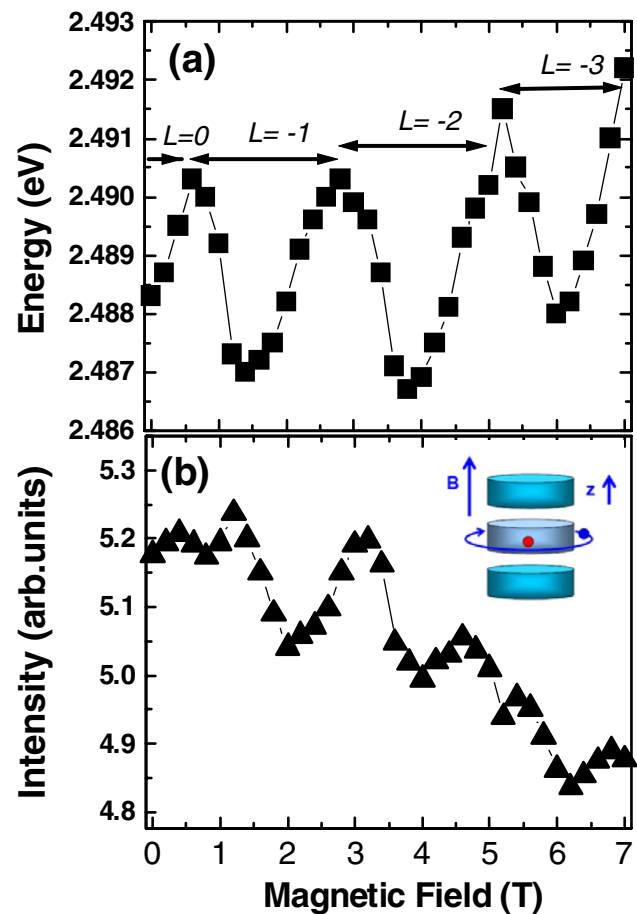 (a)
2.493
2.492
2.491
2.490
2.489
2.488
2.487
2.486
Energy (eV)
L=0
L= -1
L= -2
L= -3
(b)
5.3
5.2
5.1
5.0
4.9
4.8
Intensity (arb.units)
B
z
0 1 2 3 4 5 6 7
Magnetic Field (T)